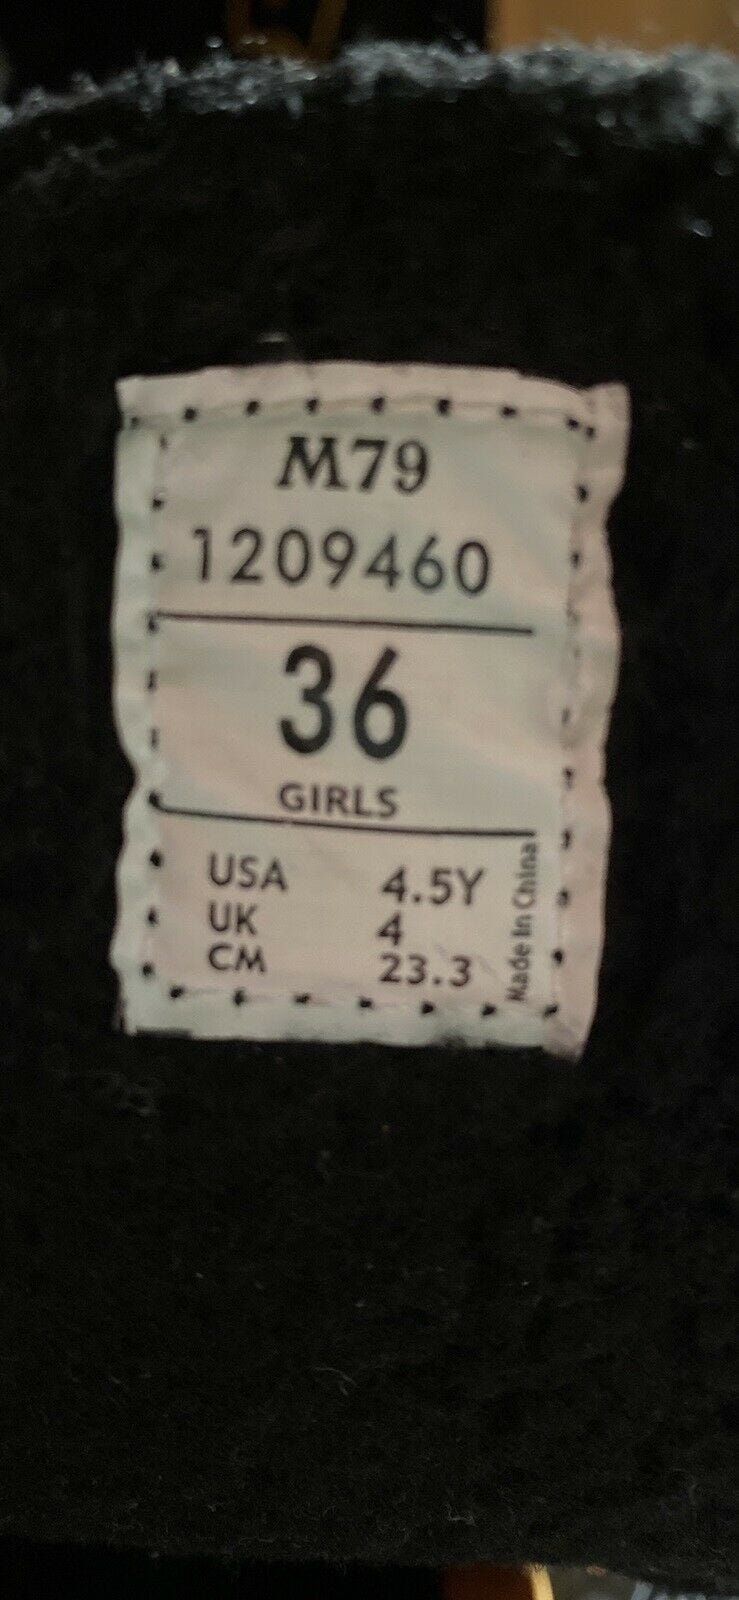 M79
1209460
36
GIRLS
USA 4.5Y
UK 4
CM 23.3
Made In China